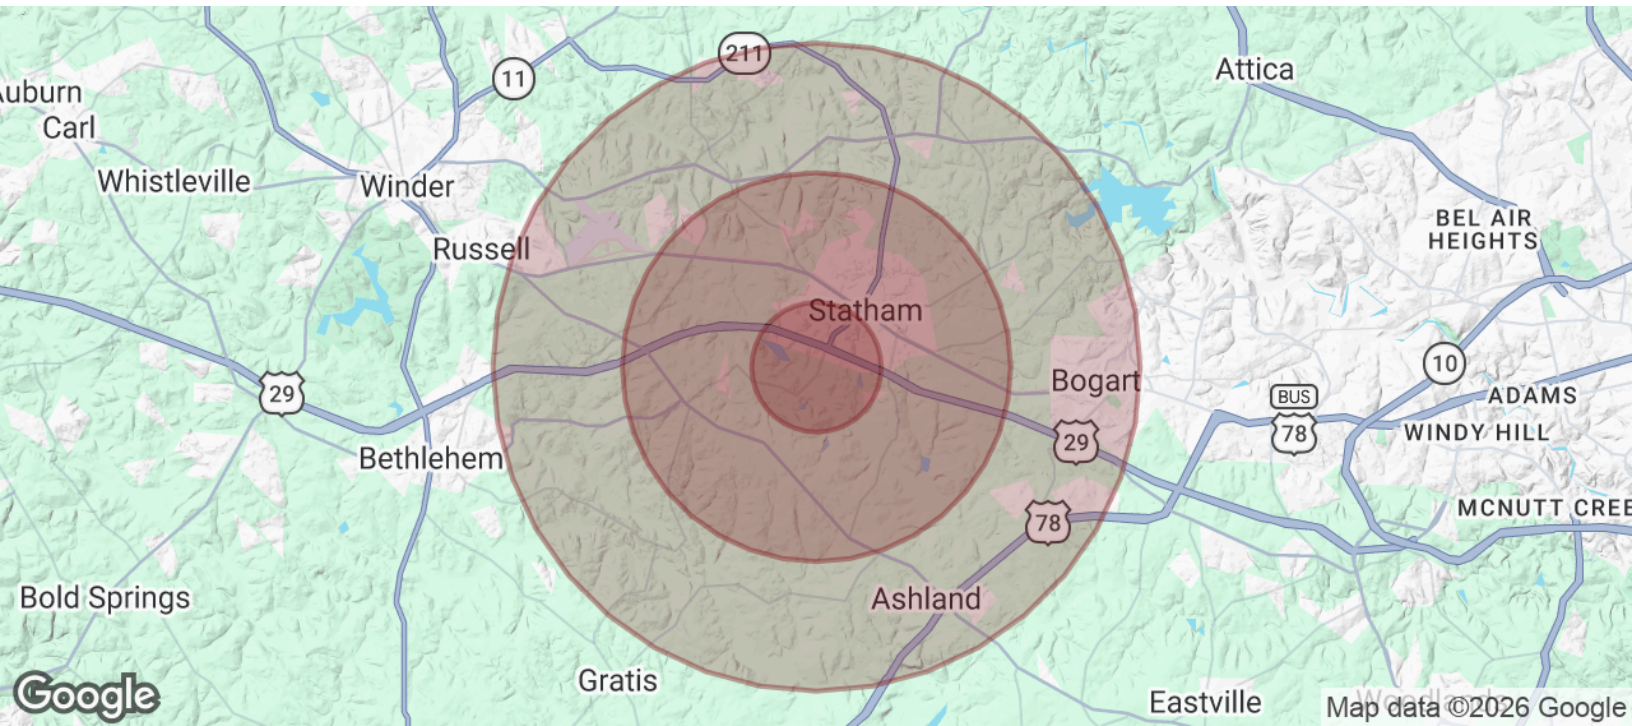 211
11
Attica
Auburn
Carl
Whistleville
Winder
BEL AIR
HEIGHTS
Russell
Statham
10
Bogart
29
BUS
78
ADAMS
WINDY HILL
29
Bethlehem
78
MCNUTT CREE
Bold Springs
Ashland
Gratis
Eastville
Woodlands
Google
Map data ©2026 Google